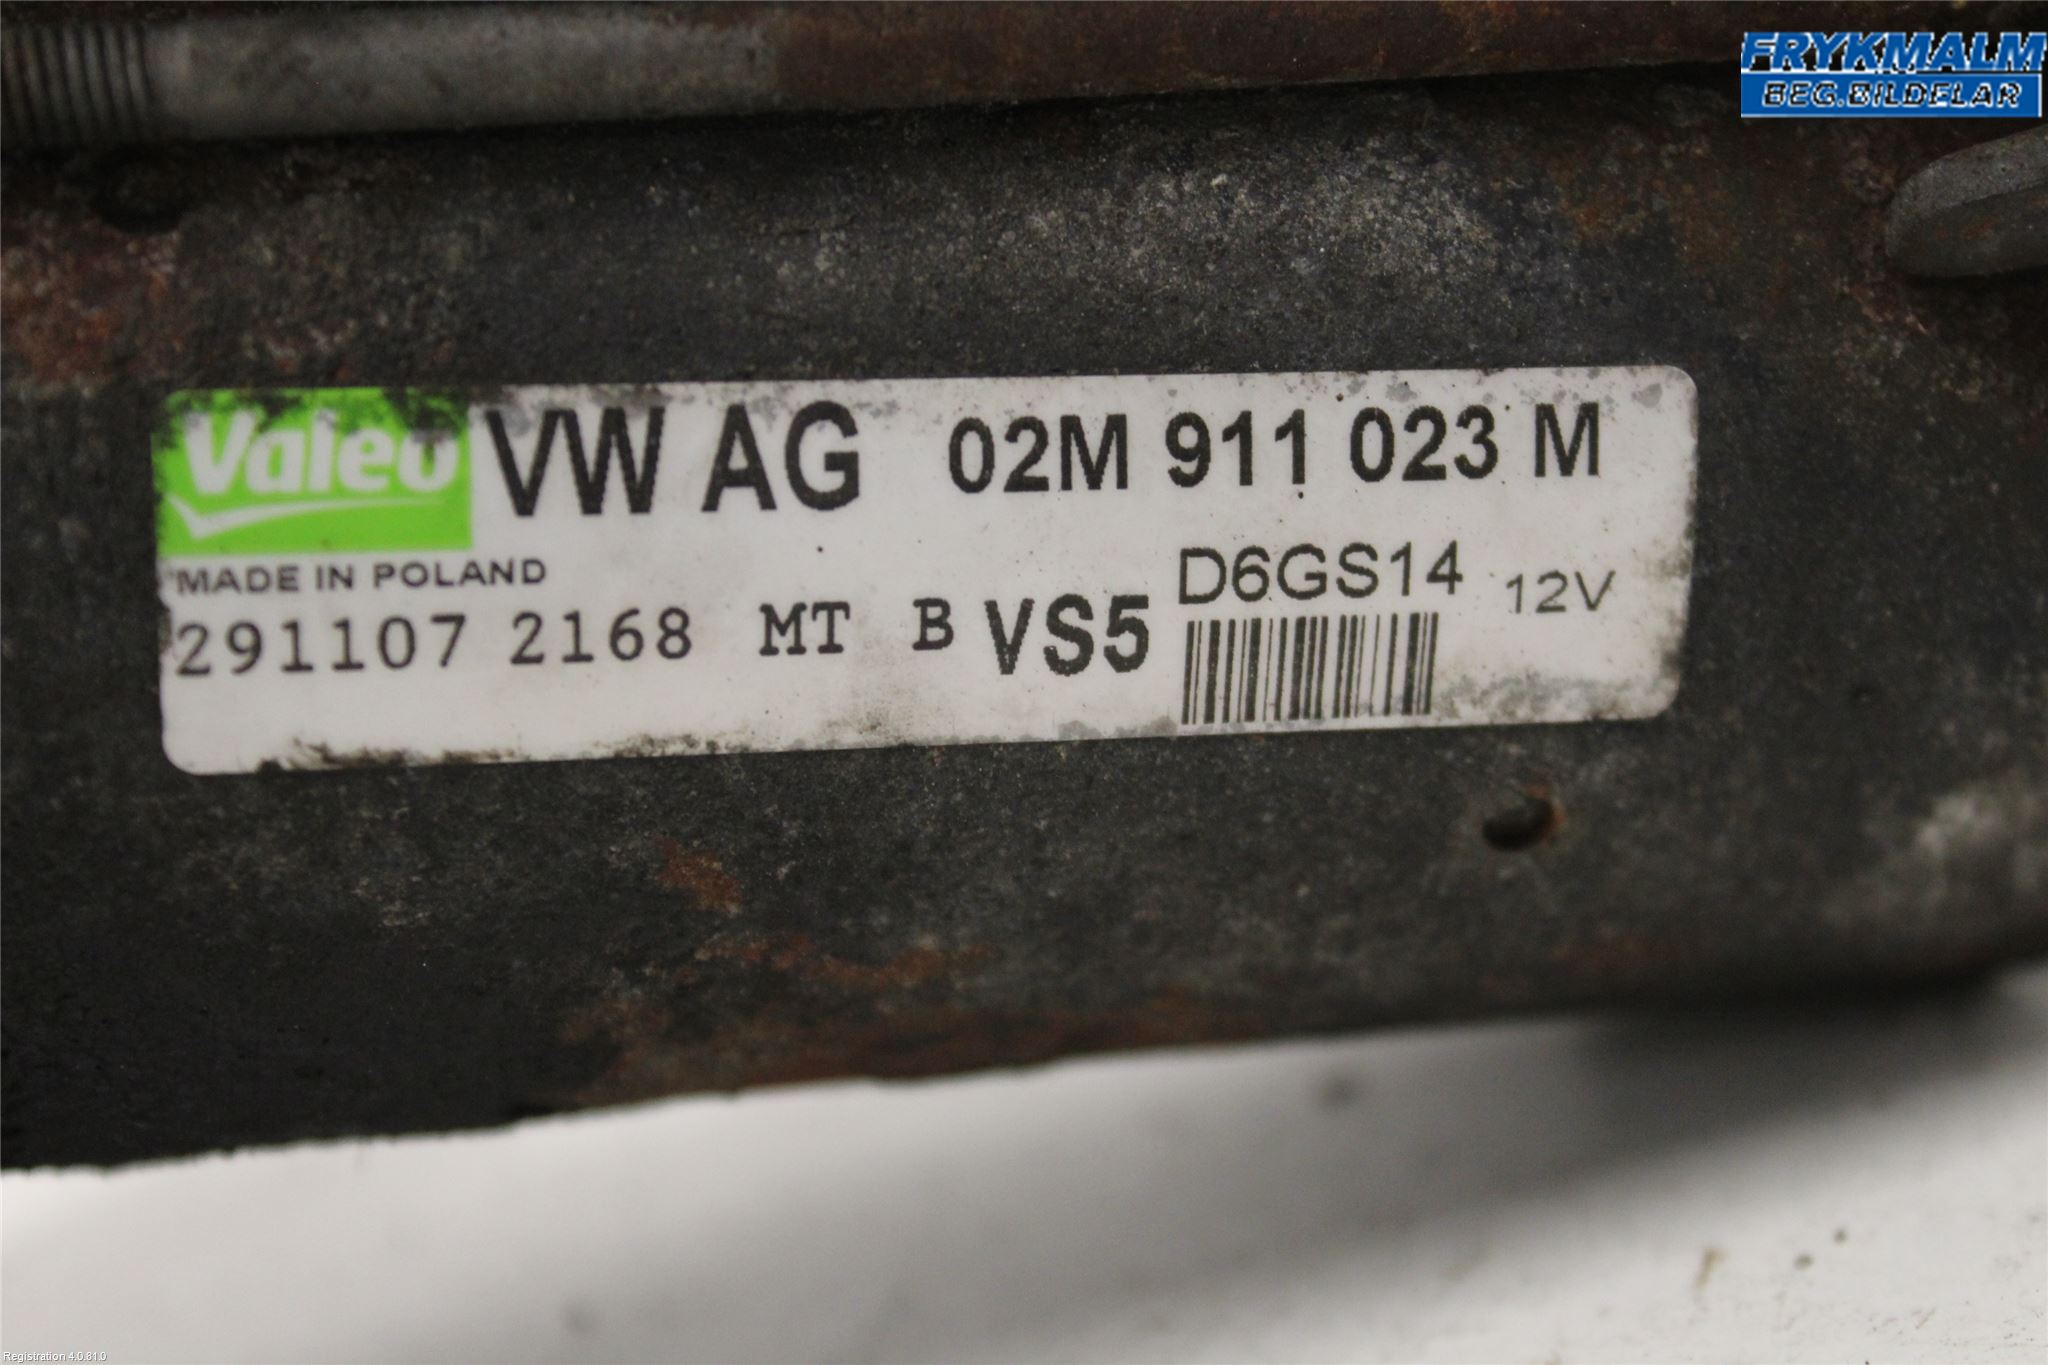 FRYKMALM
BEG.BILDELAR
Valeo VW AG 02M 911 023 M
MADE IN POLAND D6GS14 12V
291107 2168 MT B VS5
Registration 4.0.81.0